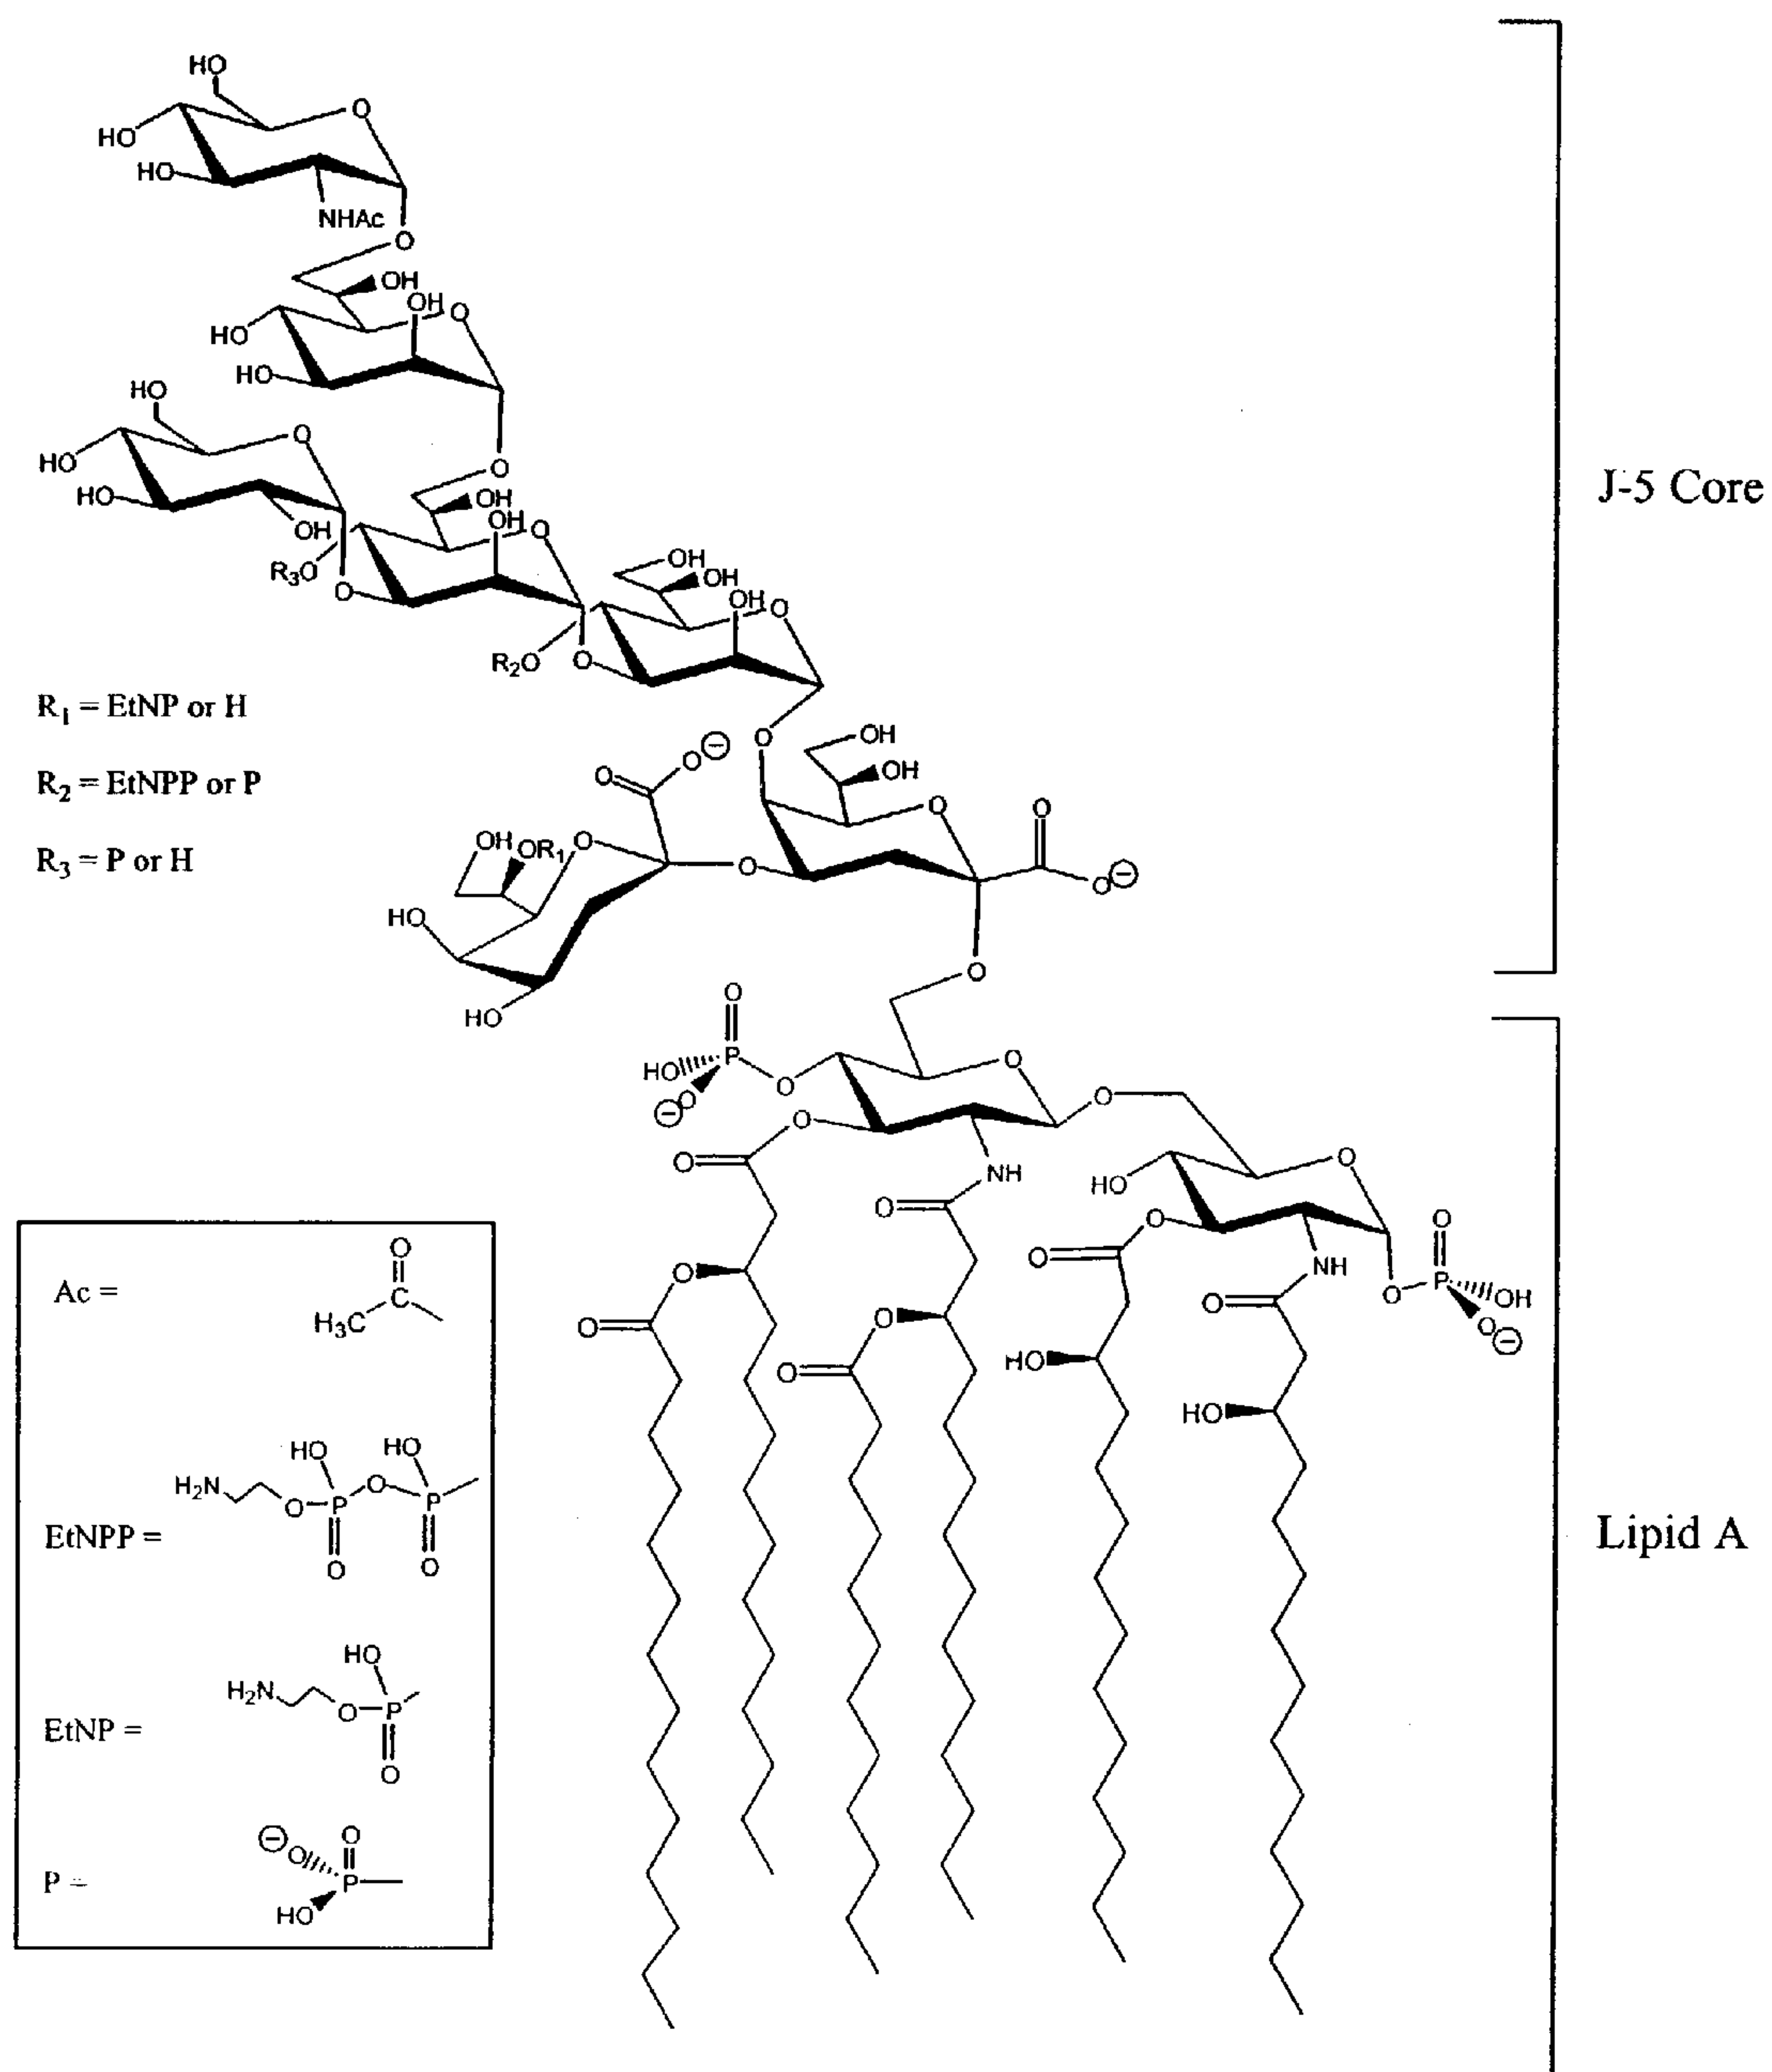 HO
O
HO
HO
NHAc
O
OH
OH
O
HO
HO
HO
O
HO
O
HO
OH
OH
OH
O
R₃O
O
OH
OH
OH
O
R₂O
O
R₁ = EtNP or H
R₂ = EtNPP or P
R₃ = P or H
J-5 Core
O
OH
OH
O
O
O ⊖
O
O
O ⊖
OH
OR₁
O
O
HO
HO
O
O
HO
P
O
O
⊖
O
O
O
NH
O
HO
O
O
O
O
NH
O
P
OH
O
⊖
O
O
O
O
O
HO
HO
Lipid A
Ac =
O
C
H₃C
EtNPP =
H₂N
O
HO
P
O
O
HO
P
O
EtNP =
H₂N
O
HO
P
O
P =
⊖
O
O
P
HO